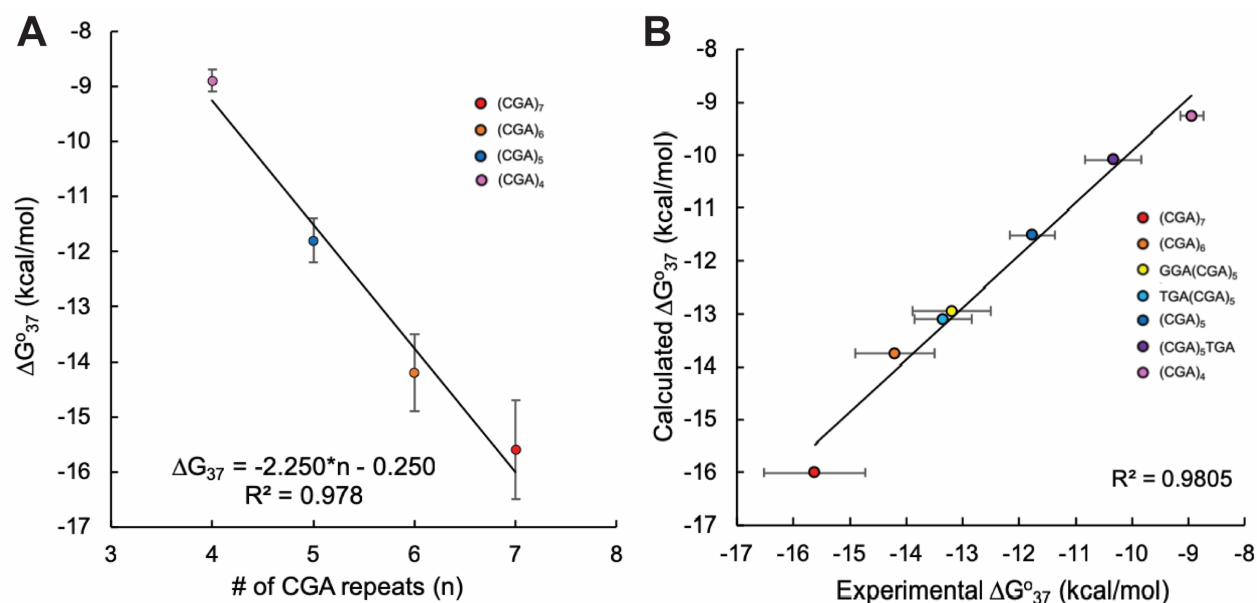 A
-8
-9
-10
-11
-12
-13
-14
-15
-16
-17
3
4
5
6
7
8
ΔG°37 (kcal/mol)
# of CGA repeats (n)
(CGA)7
(CGA)6
(CGA)5
(CGA)4
ΔG37 = -2.250*n - 0.250
R² = 0.978
B
-8
-9
-10
-11
-12
-13
-14
-15
-16
-17
-17
-16
-15
-14
-13
-12
-11
-10
-9
-8
Calculated ΔG°37 (kcal/mol)
Experimental ΔG°37 (kcal/mol)
(CGA)7
(CGA)6
GGA(CGA)5
TGA(CGA)5
(CGA)5
(CGA)5TGA
(CGA)4
R² = 0.9805